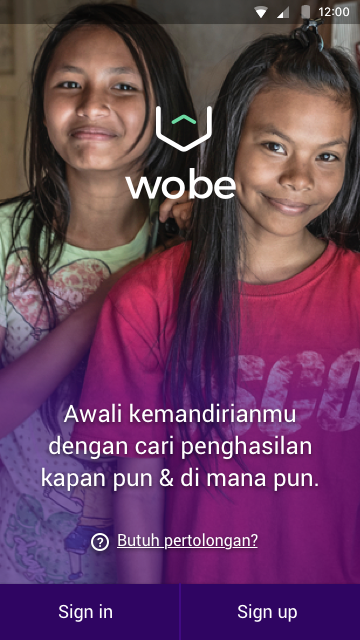 12:00
wobe
SCO
Awali kemandirianmu
dengan cari penghasilan
kapan pun & di mana pun.
? Butuh pertolongan?
Sign in
Sign up